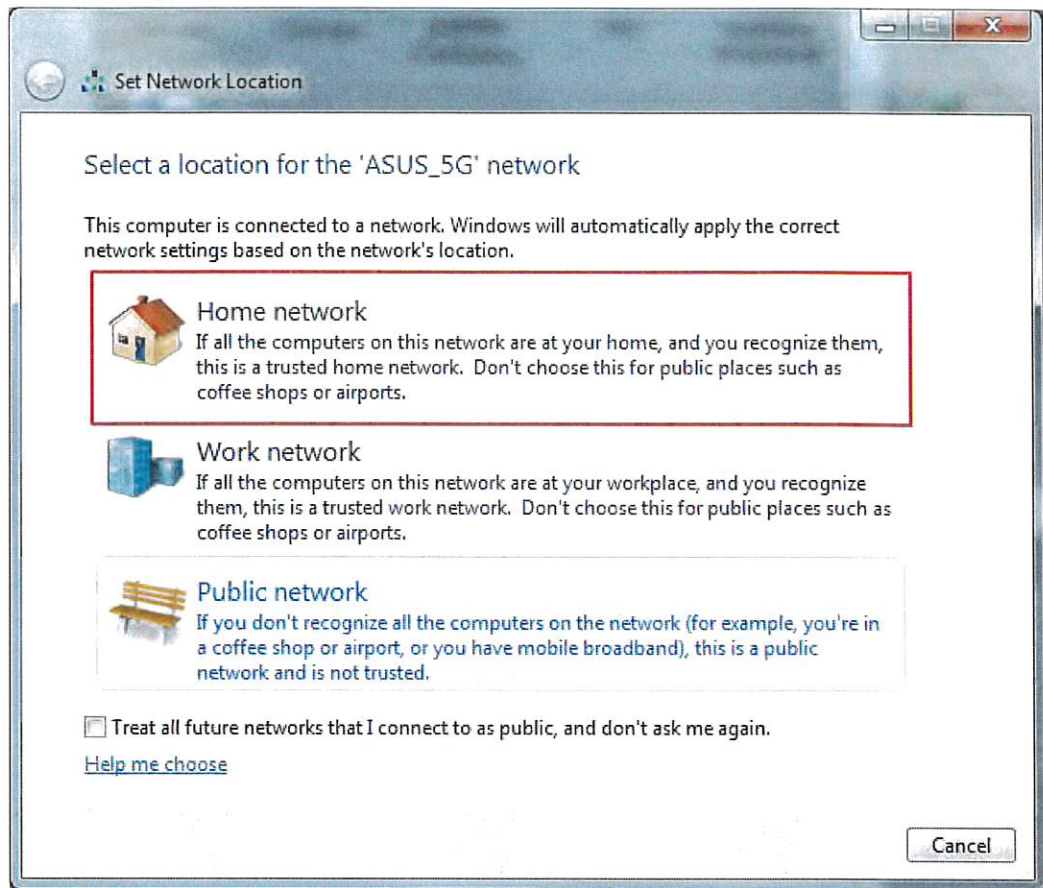 Set Network Location
Select a location for the 'ASUS_5G' network
This computer is connected to a network. Windows will automatically apply the correct
network settings based on the network's location.
Home network
If all the computers on this network are at your home, and you recognize them,
this is a trusted home network. Don't choose this for public places such as
coffee shops or airports.
Work network
If all the computers on this network are at your workplace, and you recognize
them, this is a trusted work network. Don't choose this for public places such as
coffee shops or airports.
Public network
If you don't recognize all the computers on the network (for example, you're in
a coffee shop or airport, or you have mobile broadband), this is a public
network and is not trusted.
Treat all future networks that I connect to as public, and don't ask me again.
Help me choose
Cancel